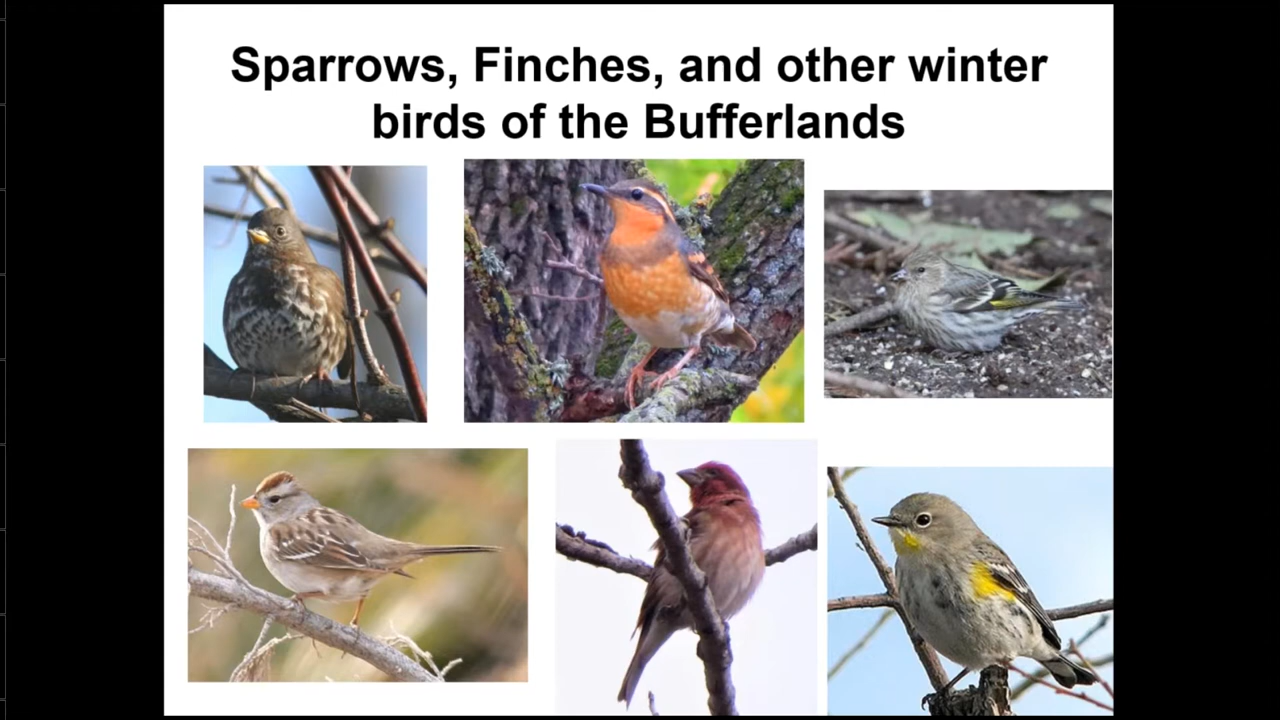 Sparrows, Finches, and other winter
birds of the Bufferlands